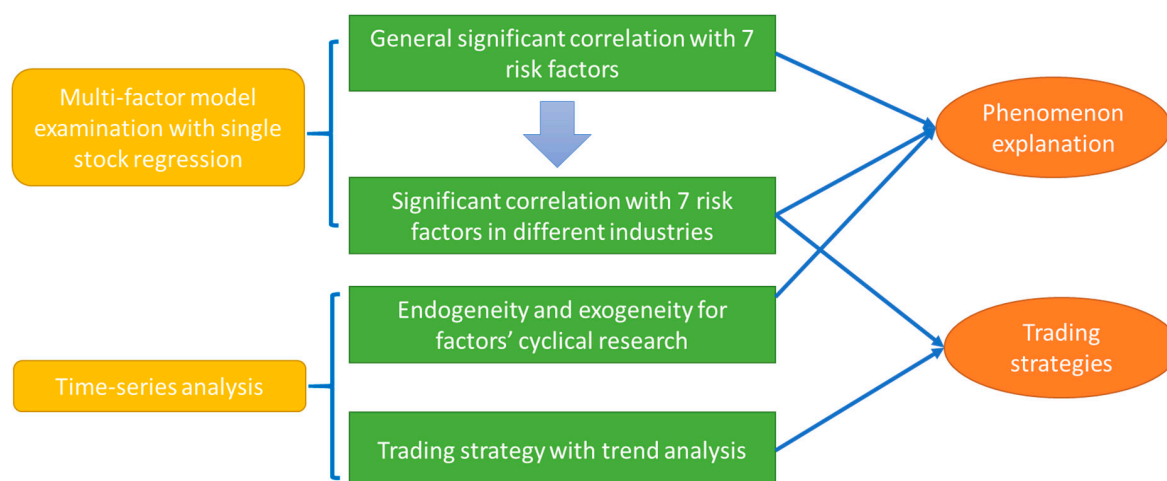 Multi-factor model
examination with single
stock regression
General significant correlation with 7
risk factors
Significant correlation with 7 risk
factors in different industries
Phenomenon
explanation
Time-series analysis
Endogeneity and exogeneity for
factors’ cyclical research
Trading strategy with trend analysis
Trading
strategies